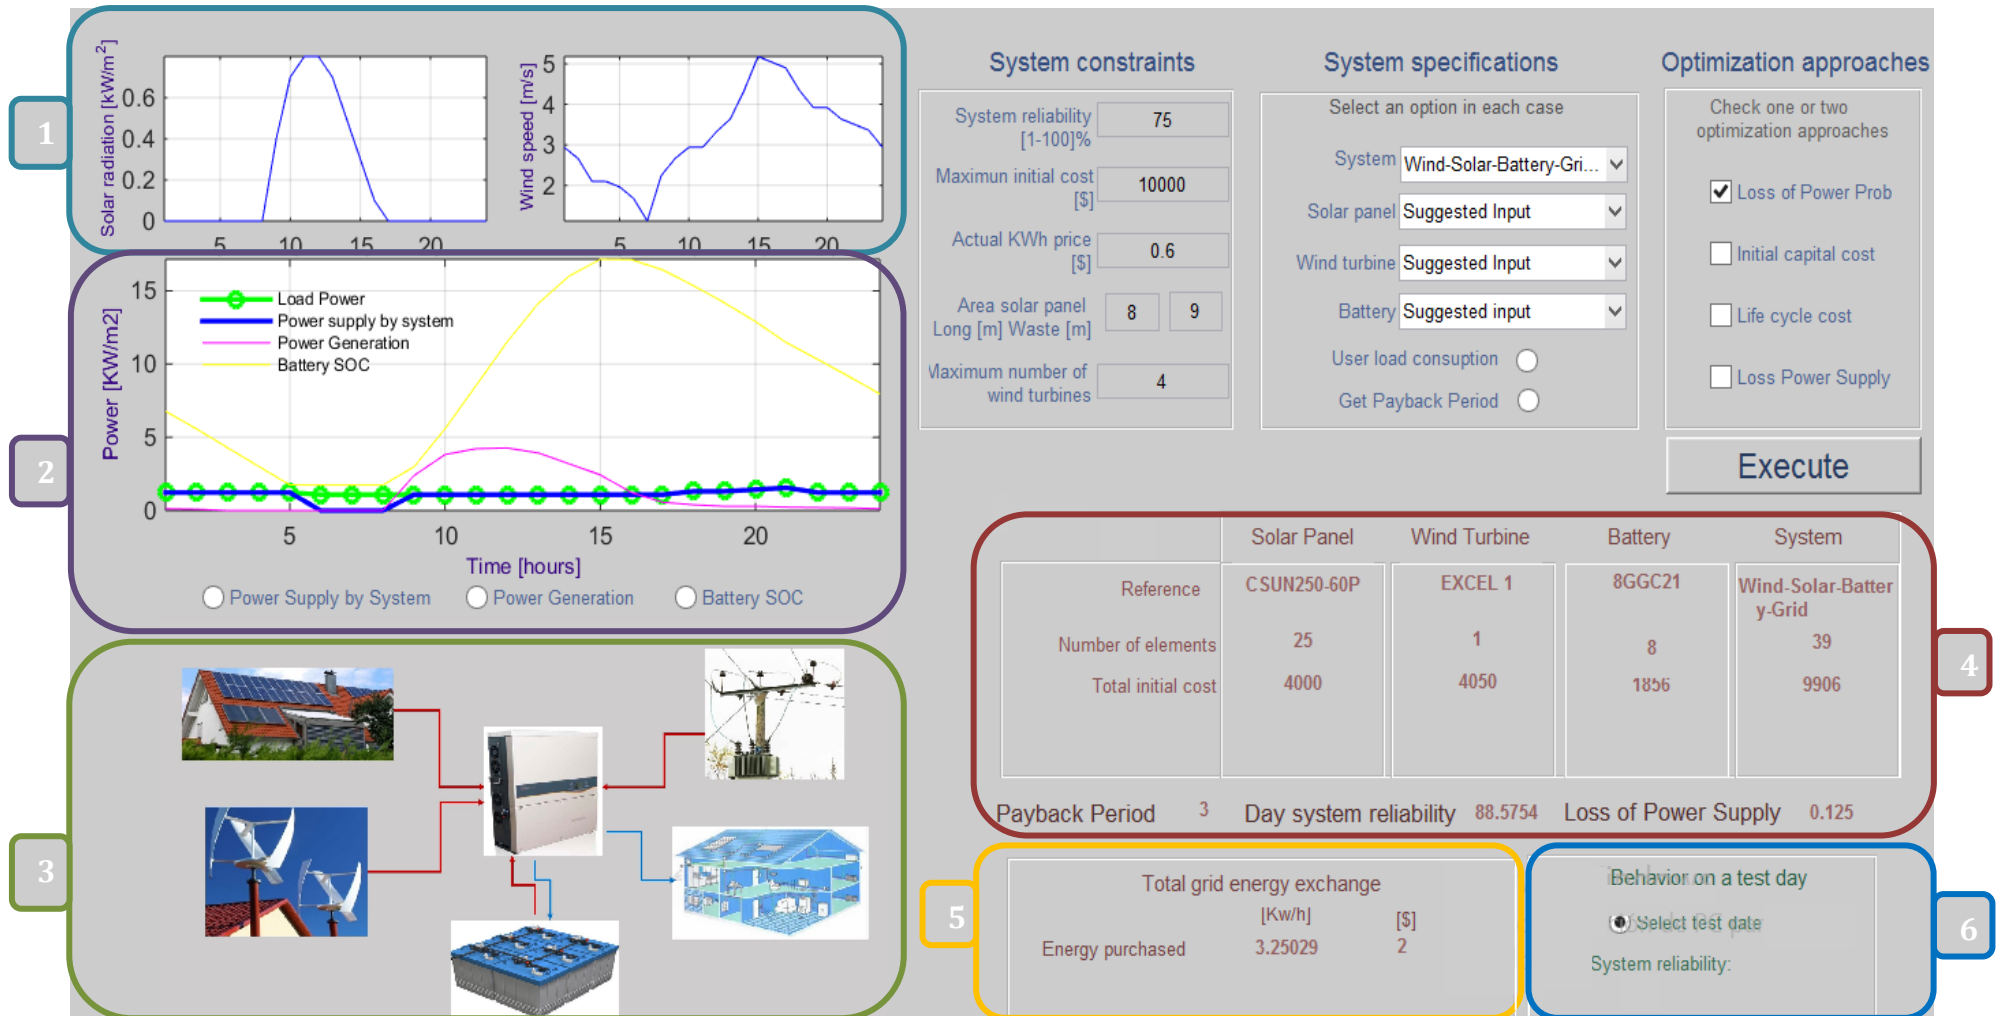 1
Solar radiation [kW/m2]
0.6
0.4
0.2
0
5 10 15 20
Wind speed [m/s]
5
4
3
2
5 10 15 20
2
Power [KW/m2]
15
10
5
0
Load Power
Power supply by system
Power Generation
Battery SOC
5 10 15 20
Time [hours]
Power Supply by System Power Generation Battery SOC
3
System constraints
System reliability
[1-100]%
75
Maximun initial cost
[$]
10000
Actual KWh price
[$]
0.6
Area solar panel
Long [m] Waste [m]
8 9
Maximum number of
wind turbines
4
System specifications
Select an option in each case
System Wind-Solar-Battery-Gri...
Solar panel Suggested Input
Wind turbine Suggested Input
Battery Suggested input
User load consuption
Get Payback Period
Optimization approaches
Check one or two
optimization approaches
Loss of Power Prob
Initial capital cost
Life cycle cost
Loss Power Supply
Execute
Solar Panel Wind Turbine Battery System
Reference CSUN250-60P EXCEL 1 8GGC21 Wind-Solar-Batter
y-Grid
Number of elements 25 1 8 39
Total initial cost 4000 4050 1856 9906
Payback Period 3 Day system reliability 88.5754 Loss of Power Supply 0.125
4
5
Total grid energy exchange
[Kw/h] [$]
Energy purchased 3.25029 2
Behavior on a test day
Select test date
System reliability:
6